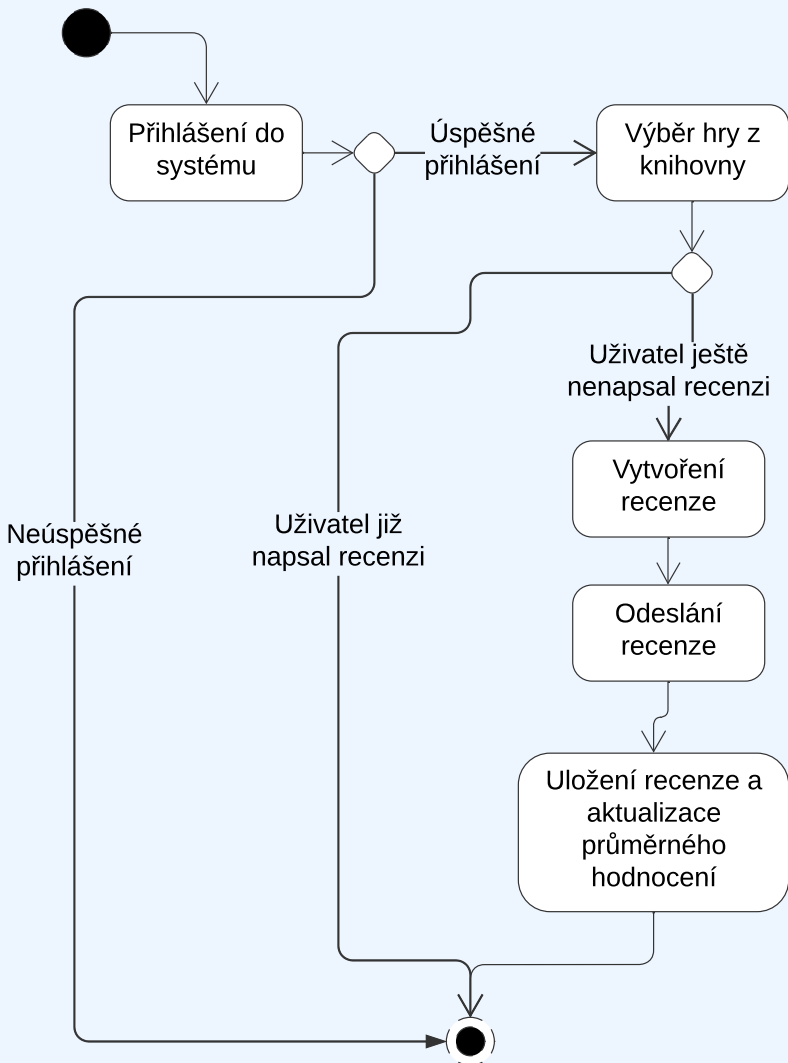 Přihlášení do
systému
Úspěšné
přihlášení
Výběr hry z
knihovny
Uživatel ještě
nenapsal recenzi
Vytvoření
recenze
Neúspěšné
přihlášení
Uživatel již
napsal recenzi
Odeslání
recenze
Uložení recenze a
aktualizace
průměrného
hodnocení